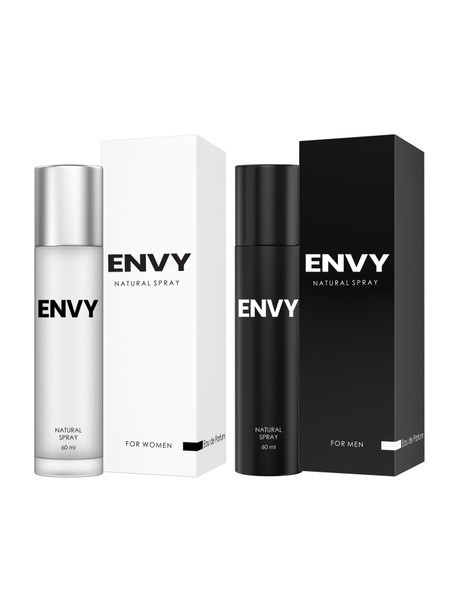 ENVY
NATURAL
SPRAY
60 ml
ENVY
NATURAL SPRAY
FOR WOMEN
Eau de Parfum
ENVY
NATURAL
SPRAY
60 ml
ENVY
NATURAL SPRAY
FOR MEN
Eau de Parfum